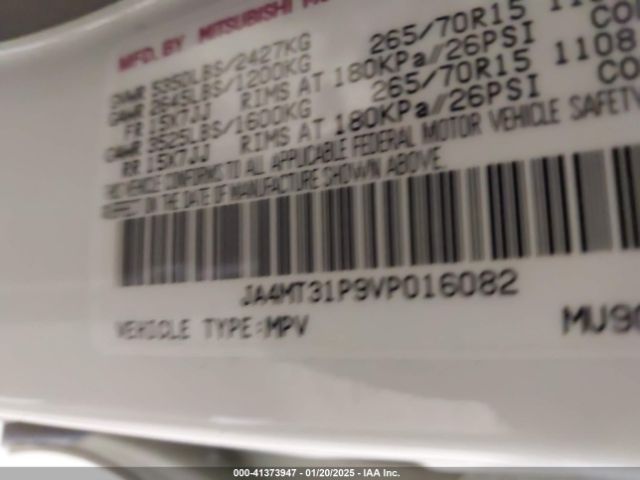 MFD. BY MITSUBISHI
GVWR 5350LBS/2427KG 265/70R15
GAWR 2645LBS/1200KG RIMS AT 180KPa/26PSI
FR 15X7JJ 265/70R15 1108
GAWR 3525LBS/1600KG RIMS AT 180KPa/26PSI
RR 15X7JJ
THIS VEHICLE CONFORMS TO ALL APPLICABLE FEDERAL MOTOR VEHICLE SAFETY
EFFECT ON THE DATE OF MANUFACTURE SHOWN ABOVE.
JA4MT31P9VP016082
VEHICLE TYPE:MPV MU90
000-41373947 - 01/20/2025 - IAA Inc.